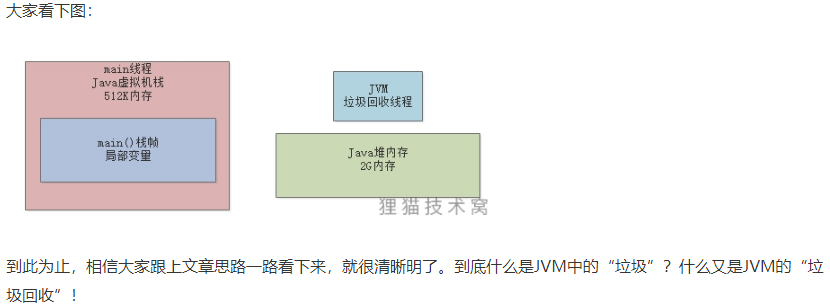 大家看下图：
main线程
Java虚拟机栈
512K内存
main()栈帧
局部变量
JVM
垃圾回收线程
Java堆内存
2G内存
狸猫技术窝
到此为止，相信大家跟上文章思路一路看下来，就很清晰明了。到底什么是JVM中的“垃圾”？什么又是JVM的“垃
圾回收”！